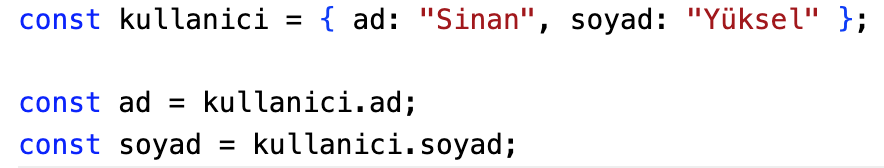 const kullanici = { ad: "Sinan", soyad: "Yüksel" };
const ad = kullanici.ad;
const soyad = kullanici.soyad;